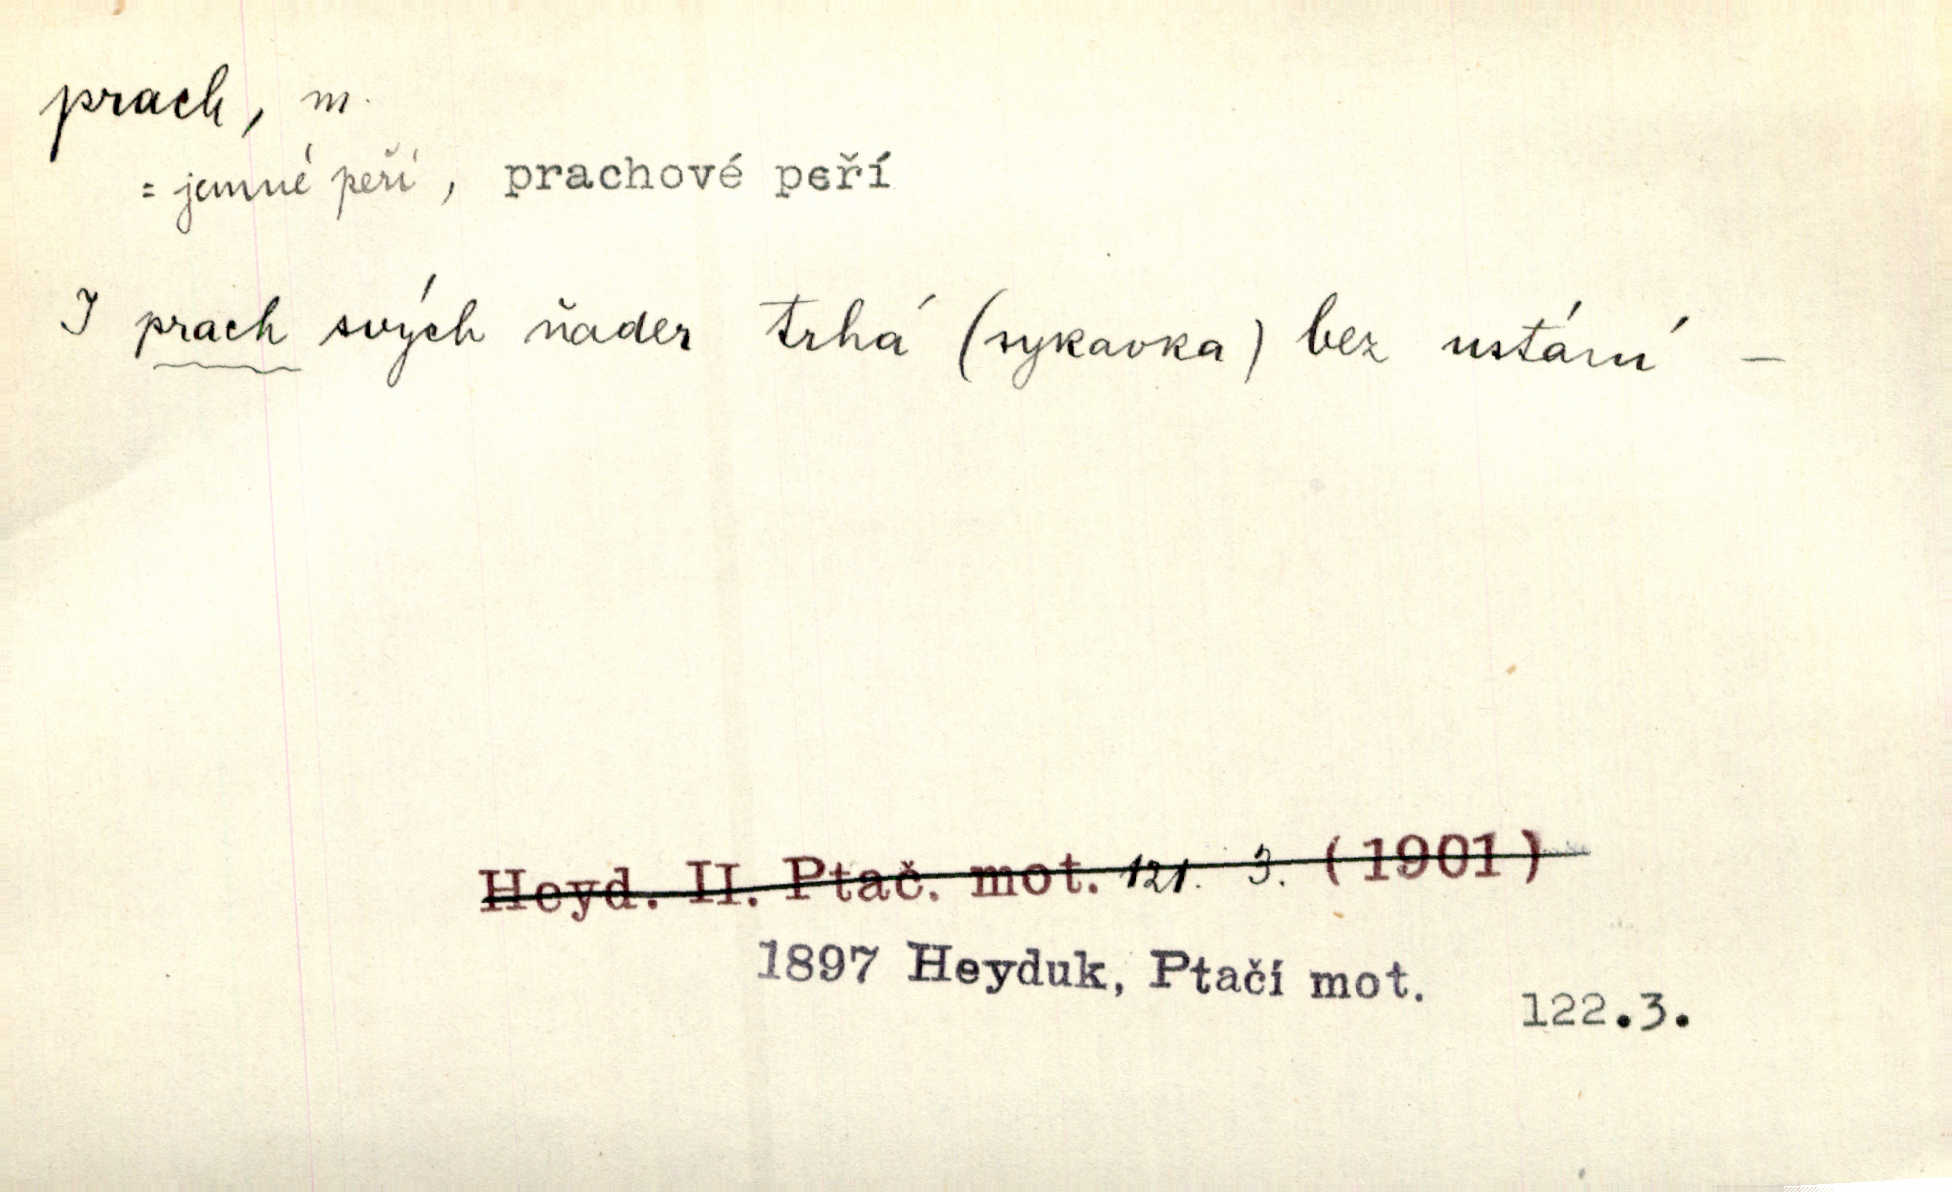 prach, m.
= jemné peří, prachové peří
I prach svých ňader trhá (sykavka) bez ustání –
Heyd. II. Ptač. mot. 121. 3. (1901)
1897 Heyduk, Ptačí mot.
122.3.